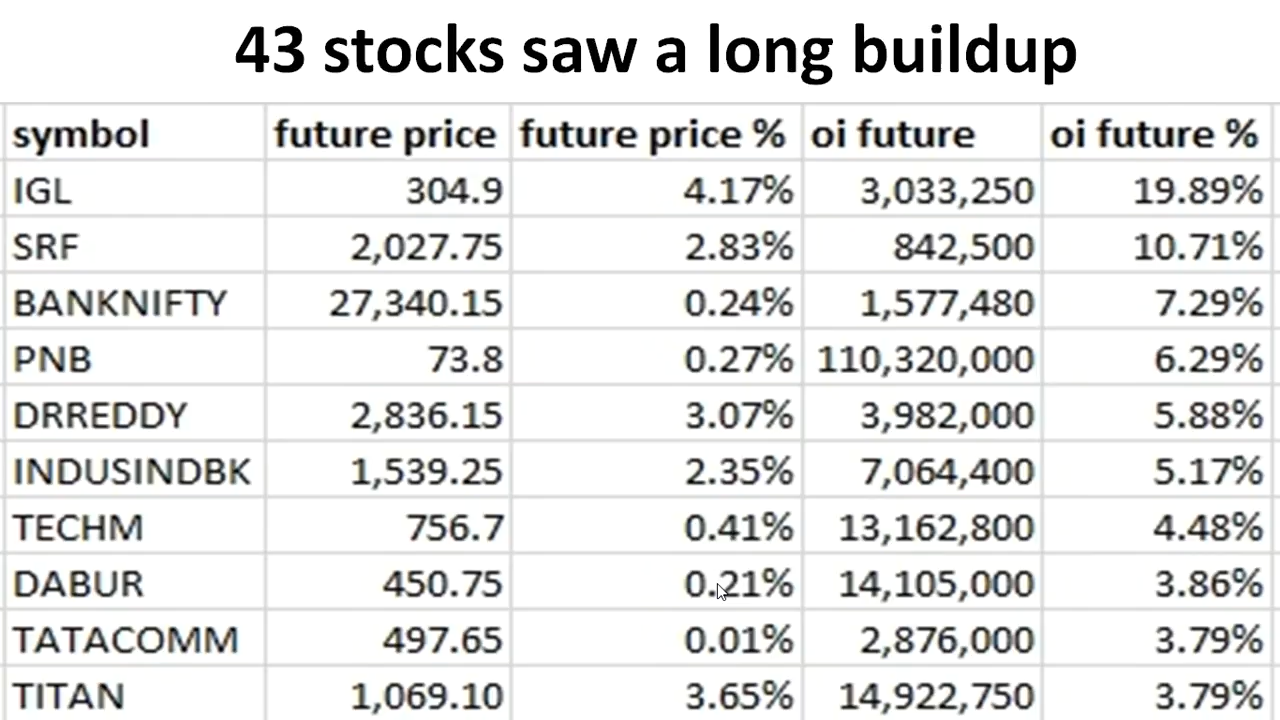 43 stocks saw a long buildup
symbol future price future price % oi future oi future %
IGL 304.9 4.17% 3,033,250 19.89%
SRF 2,027.75 2.83% 842,500 10.71%
BANKNIFTY 27,340.15 0.24% 1,577,480 7.29%
PNB 73.8 0.27% 110,320,000 6.29%
DRREDDY 2,836.15 3.07% 3,982,000 5.88%
INDUSINDBK 1,539.25 2.35% 7,064,400 5.17%
TECHM 756.7 0.41% 13,162,800 4.48%
DABUR 450.75 0.21% 14,105,000 3.86%
TATACOMM 497.65 0.01% 2,876,000 3.79%
TITAN 1,069.10 3.65% 14,922,750 3.79%